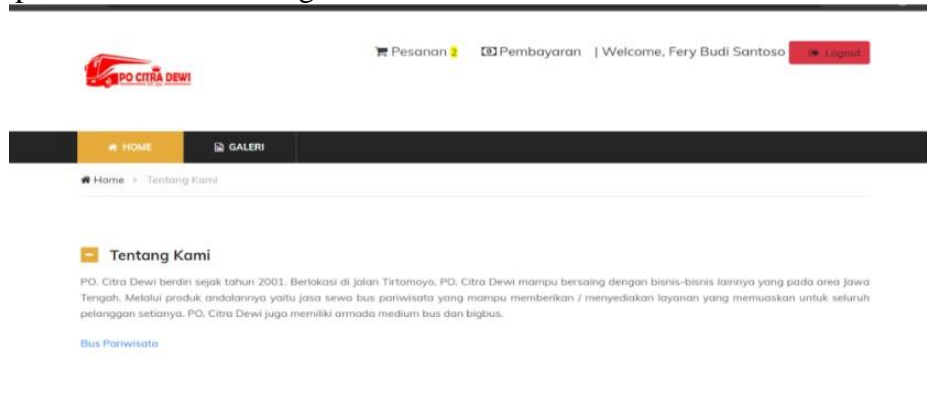 Pesanan 2 Pembayaran | Welcome, Fery Budi Santoso Logout
PO CITRA DEWI
HOME GALERI
Home > Tentang Kami
Tentang Kami
PO. Citra Dewi berdiri sejak tahun 2001. Berlokasi di Jalan Tirtomoyo, PO. Citra Dewi mampu bersaing dengan bisnis-bisnis lainnya yang pada area Jawa
Tengah. Melalui produk andalannya yaitu jasa sewa bus pariwisata yang mampu memberikan / menyediakan layanan yang memuaskan untuk seluruh
pelanggan setianya. PO. Citra Dewi juga memiliki armada medium bus dan bigbus.
Bus Pariwisata